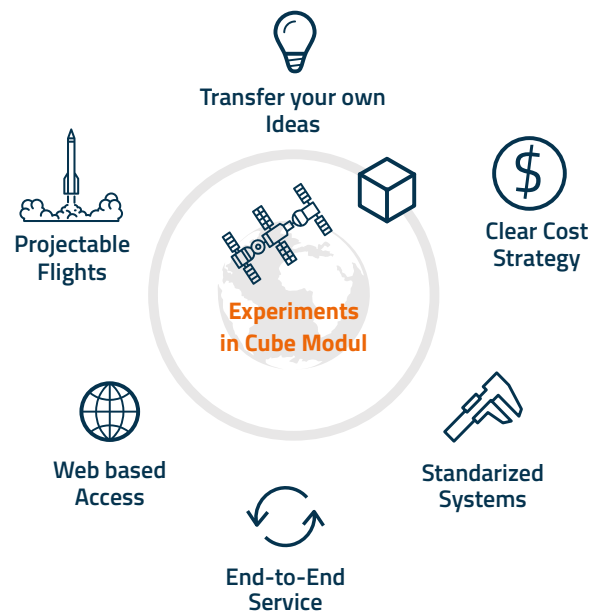 Transfer your own
Ideas
Projectable
Flights
$
Clear Cost
Strategy
Experiments
in Cube Modul
Web based
Access
Standarized
Systems
End-to-End
Service